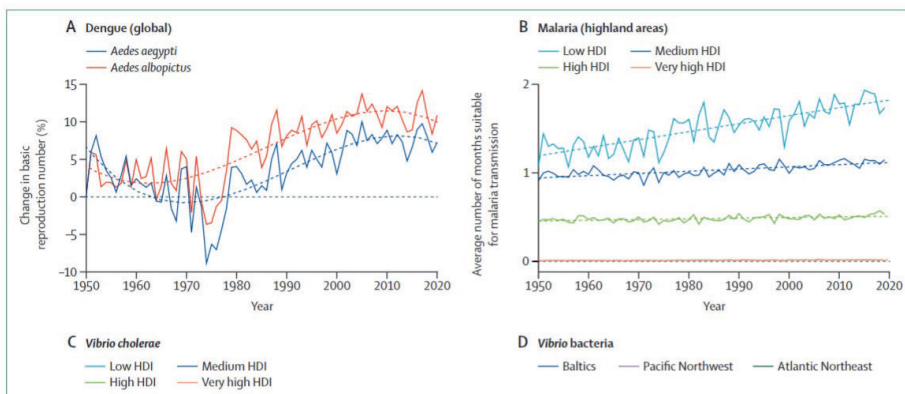 A Dengue (global)
Aedes aegypti
Aedes albopictus
15
10
5
0
–5
–10
Change in basic
reproduction number (%)
1950 1960 1970 1980 1990 2000 2010 2020
Year
B Malaria (highland areas)
Low HDI Medium HDI
High HDI Very high HDI
2
1
0
Average number of months suitable
for malaria transmission
1950 1960 1970 1980 1990 2000 2010 2020
Year
C Vibrio cholerae
Low HDI Medium HDI
High HDI Very high HDI
D Vibrio bacteria
Baltics Pacific Northwest Atlantic Northeast